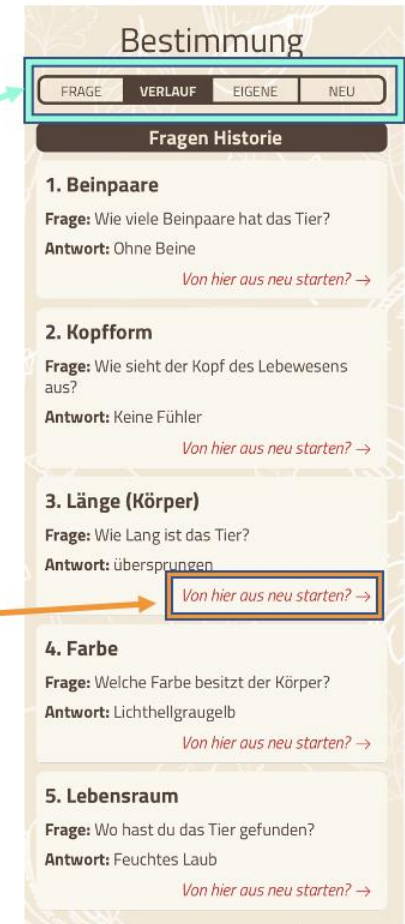 Bestimmung
FRAGE VERLAUF EIGENE NEU
Fragen Historie
1. Beinpaare
Frage: Wie viele Beinpaare hat das Tier?
Antwort: Ohne Beine
Von hier aus neu starten? →
2. Kopfform
Frage: Wie sieht der Kopf des Lebewesens
aus?
Antwort: Keine Fühler
Von hier aus neu starten? →
3. Länge (Körper)
Frage: Wie Lang ist das Tier?
Antwort: übersprungen
Von hier aus neu starten? →
4. Farbe
Frage: Welche Farbe besitzt der Körper?
Antwort: Lichthellgraugelb
Von hier aus neu starten? →
5. Lebensraum
Frage: Wo hast du das Tier gefunden?
Antwort: Feuchtes Laub
Von hier aus neu starten? →